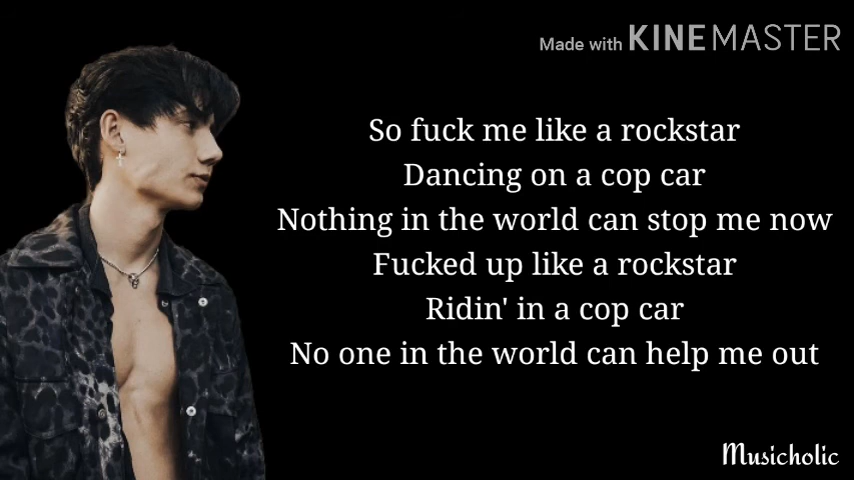 Made with KINEMASTER
So fuck me like a rockstar
Dancing on a cop car
Nothing in the world can stop me now
Fucked up like a rockstar
Ridin' in a cop car
No one in the world can help me out
Musicholic